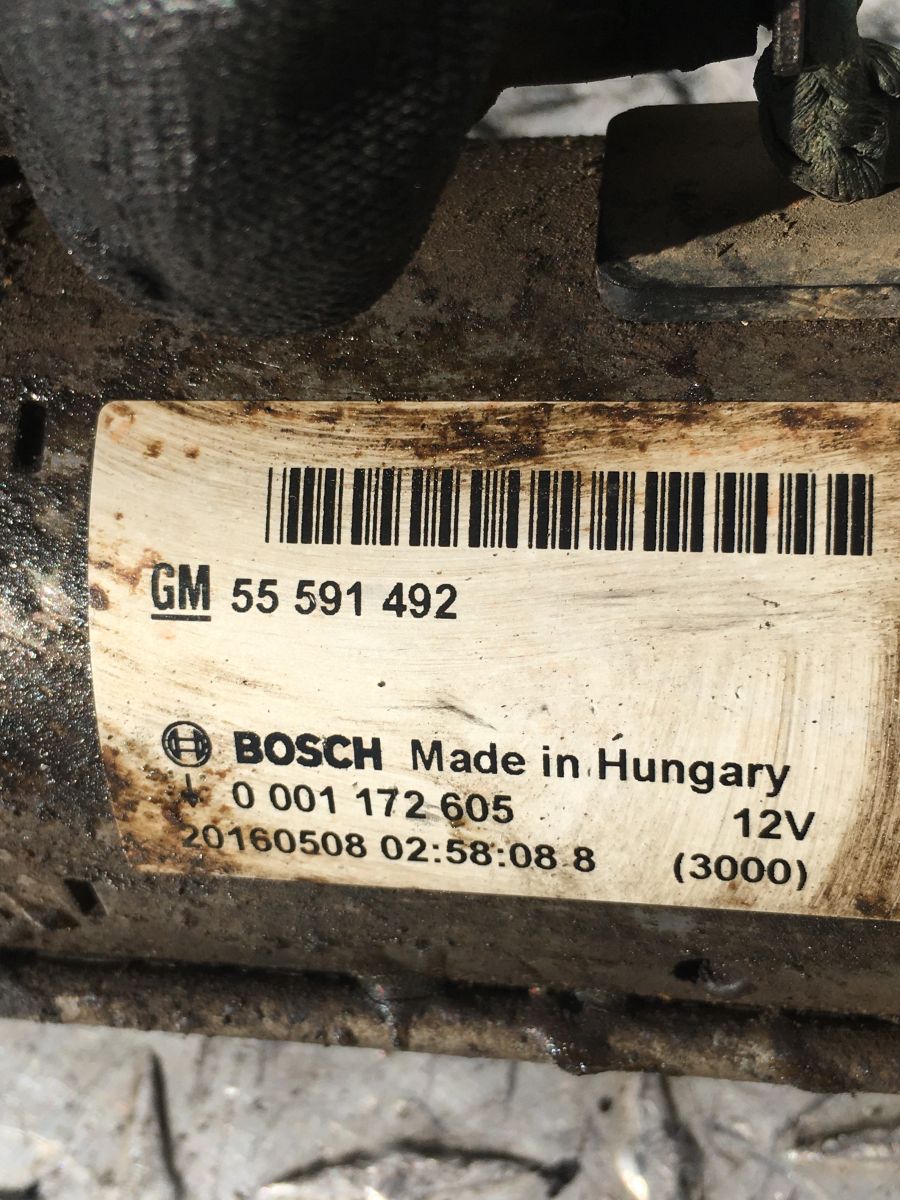 GM 55 591 492
BOSCH Made in Hungary
0 001 172 605 12V
20160508 02:58:08 8 (3000)